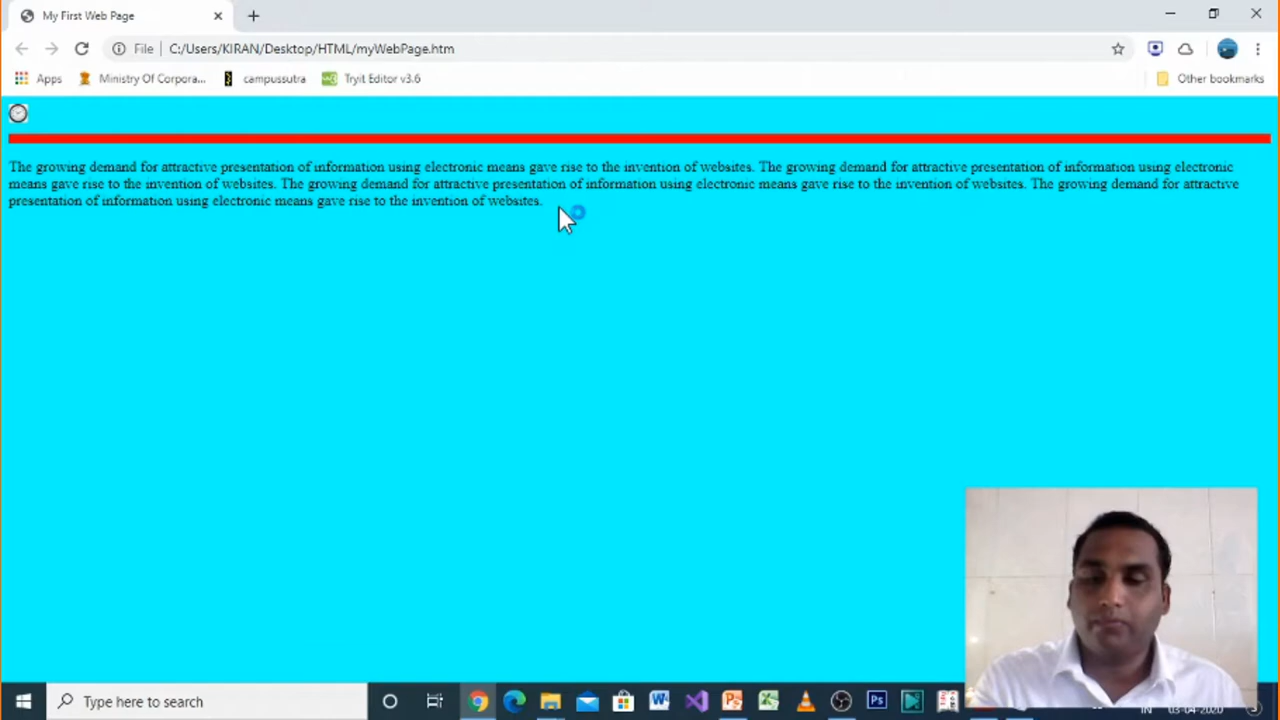 My First Web Page
File
C:/Users/KIRAN/Desktop/HTML/myWebPage.htm
Apps
Ministry Of Corpora...
campussutra
Tryit Editor v3.6
Other bookmarks
The growing demand for attractive presentation of information using electronic means gave rise to the invention of websites. The growing demand for attractive presentation of information using electronic
means gave rise to the invention of websites. The growing demand for attractive presentation of information using electronic means gave rise to the invention of websites. The growing demand for attractive
presentation of information using electronic means gave rise to the invention of websites.
Type here to search
IN
03-04-2020